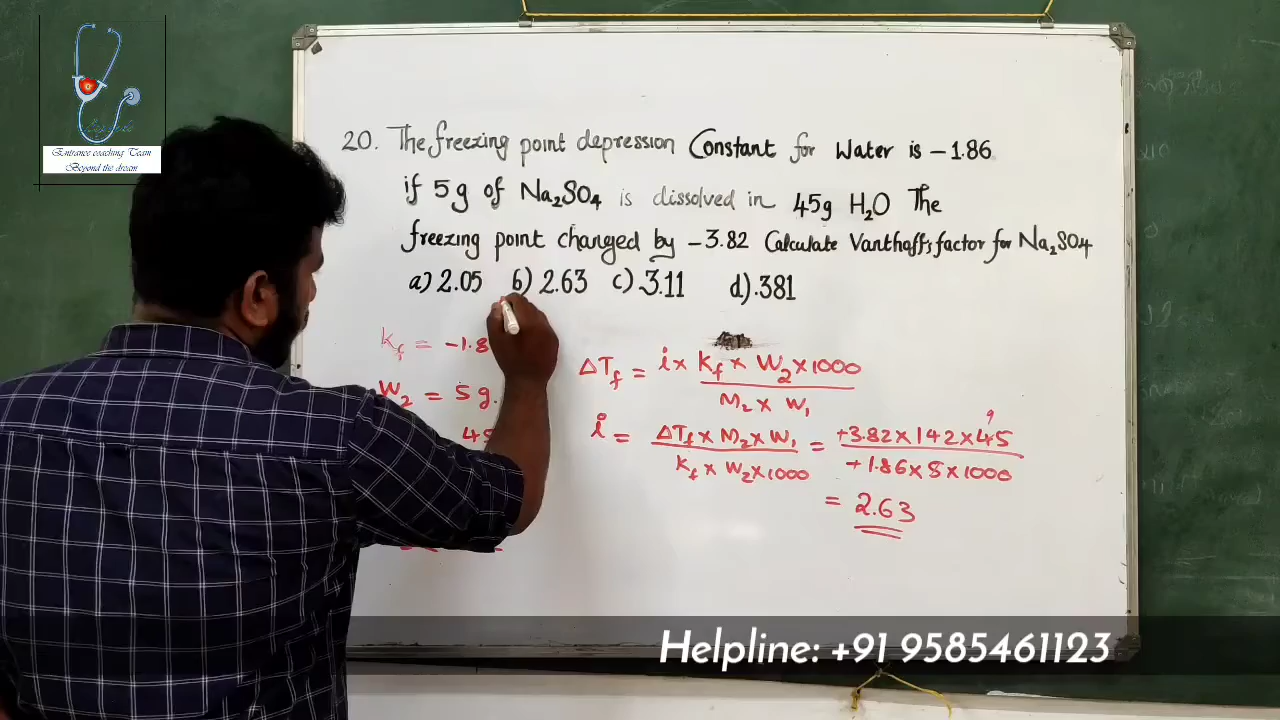 Entrance coaching Team
Beyond the dream
20. The freezing point depression Constant for Water is -1.86
if 5g of Na₂SO₄ is dissolved in 45g H₂O The
freezing point changed by -3.82 Calculate Vanthoff's factor for Na₂SO₄
a) 2.05 b) 2.63 c) 3.11 d) .381
Kf = -1.8
W₂ = 5g.
45
ΔTf = i × Kf × W₂ × 1000
M₂ × W₁
i = ΔTf × M₂ × W₁ = +3.82 × 142 × 45 9
Kf × W₂ × 1000 +1.86 × 5 × 1000
= 2.63
Helpline: +91 9585461123